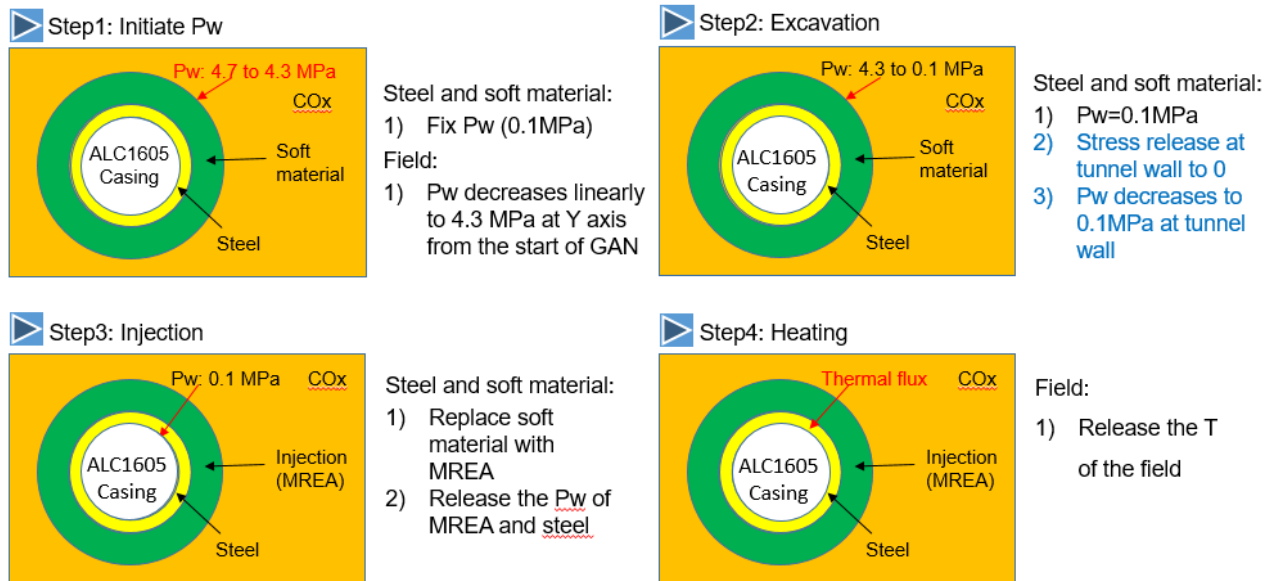 Step1: Initiate Pw
Pw: 4.7 to 4.3 MPa
COx
ALC1605
Casing
Soft
material
Steel
Steel and soft material:
1) Fix Pw (0.1MPa)
Field:
1) Pw decreases linearly
to 4.3 MPa at Y axis
from the start of GAN
Step2: Excavation
Pw: 4.3 to 0.1 MPa
COx
ALC1605
Casing
Soft
material
Steel
Steel and soft material:
1) Pw=0.1MPa
2) Stress release at
tunnel wall to 0
3) Pw decreases to
0.1MPa at tunnel
wall
Step3: Injection
Pw: 0.1 MPa
COx
ALC1605
Casing
Injection
(MREA)
Steel
Steel and soft material:
1) Replace soft
material with
MREA
2) Release the Pw of
MREA and steel
Step4: Heating
Thermal flux
COx
ALC1605
Casing
Injection
(MREA)
Steel
Field:
1) Release the T
of the field